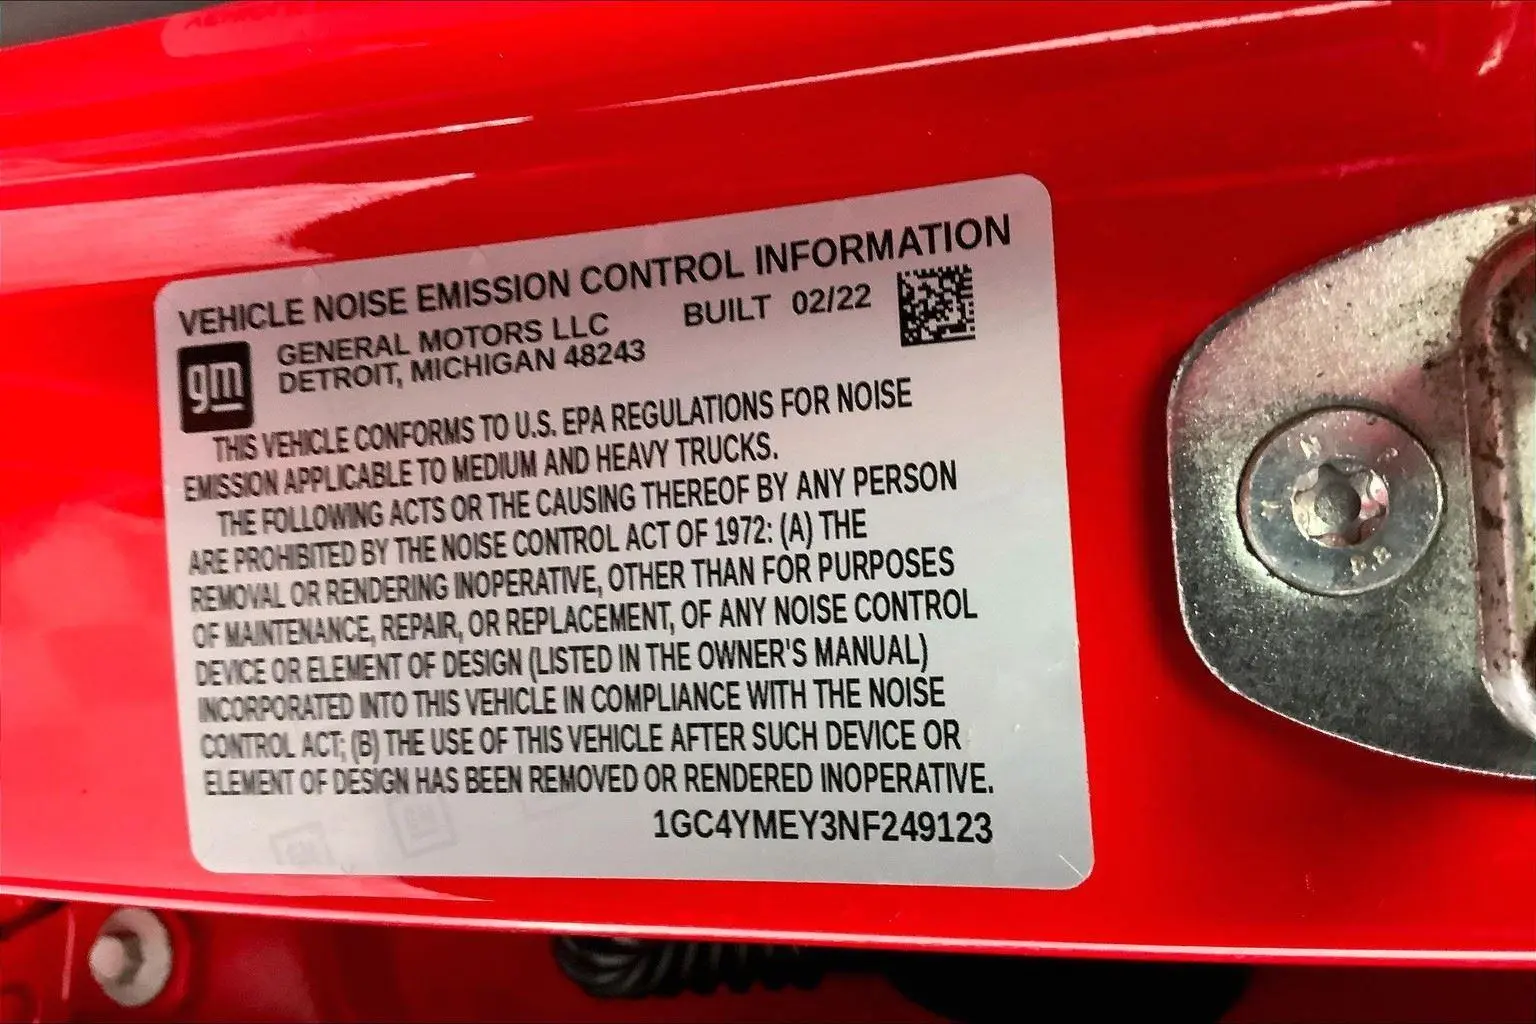 VEHICLE NOISE EMISSION CONTROL INFORMATION
gm
GENERAL MOTORS LLC BUILT 02/22
DETROIT, MICHIGAN 48243
THIS VEHICLE CONFORMS TO U.S. EPA REGULATIONS FOR NOISE
EMISSION APPLICABLE TO MEDIUM AND HEAVY TRUCKS.
THE FOLLOWING ACTS OR THE CAUSING THEREOF BY ANY PERSON
ARE PROHIBITED BY THE NOISE CONTROL ACT OF 1972: (A) THE
REMOVAL OR RENDERING INOPERATIVE, OTHER THAN FOR PURPOSES
OF MAINTENANCE, REPAIR, OR REPLACEMENT, OF ANY NOISE CONTROL
DEVICE OR ELEMENT OF DESIGN (LISTED IN THE OWNER'S MANUAL)
INCORPORATED INTO THIS VEHICLE IN COMPLIANCE WITH THE NOISE
CONTROL ACT; (B) THE USE OF THIS VEHICLE AFTER SUCH DEVICE OR
ELEMENT OF DESIGN HAS BEEN REMOVED OR RENDERED INOPERATIVE.
1GC4YMEY3NF249123